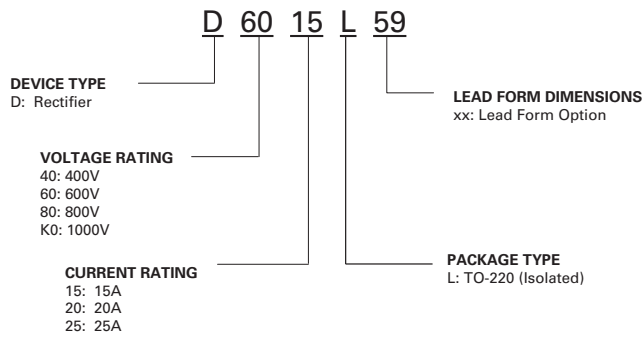 D 60 15 L 59
DEVICE TYPE
D: Rectifier
LEAD FORM DIMENSIONS
xx: Lead Form Option
VOLTAGE RATING
40: 400V
60: 600V
80: 800V
K0: 1000V
PACKAGE TYPE
L: TO-220 (Isolated)
CURRENT RATING
15: 15A
20: 20A
25: 25A